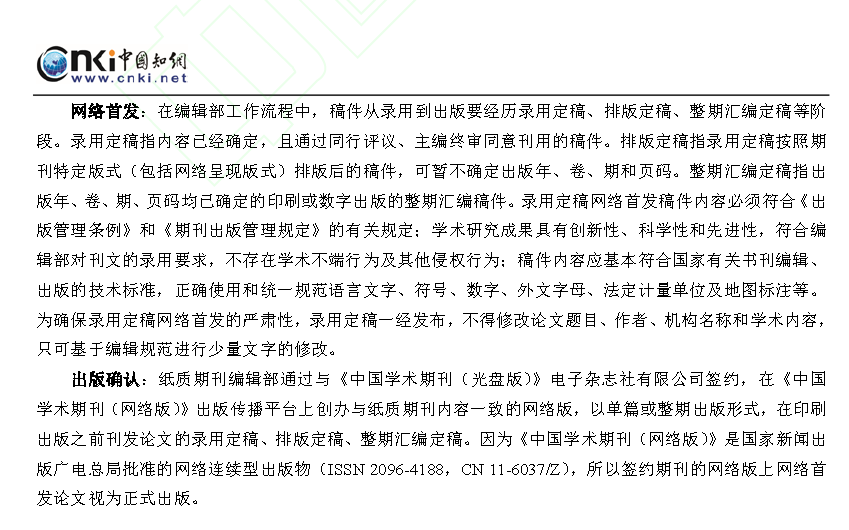 cnki中國知網
www.cnki.net
网络首发：在编辑部工作流程中，稿件从录用到出版要经历录用定稿、排版定稿、整期汇编定稿等阶
段。录用定稿指内容已经确定，且通过同行评议、主编终审同意刊用的稿件。排版定稿指录用定稿按照期
刊特定版式（包括网络呈现版式）排版后的稿件，可暂不确定出版年、卷、期和页码。整期汇编定稿指出
版年、卷、期、页码均已确定的印刷或数字出版的整期汇编稿件。录用定稿网络首发稿件内容必须符合《出
版管理条例》和《期刊出版管理规定》的有关规定；学术研究成果具有创新性、科学性和先进性，符合编
辑部对刊文的录用要求，不存在学术不端行为及其他侵权行为；稿件内容应基本符合国家有关书刊编辑、
出版的技术标准，正确使用和统一规范语言文字、符号、数字、外文字母、法定计量单位及地图标注等。
为确保录用定稿网络首发的严肃性，录用定稿一经发布，不得修改论文题目、作者、机构名称和学术内容，
只可基于编辑规范进行少量文字的修改。
出版确认：纸质期刊编辑部通过与《中国学术期刊（光盘版）》电子杂志社有限公司签约，在《中国
学术期刊（网络版）》出版传播平台上创办与纸质期刊内容一致的网络版，以单篇或整期出版形式，在印刷
出版之前刊发论文的录用定稿、排版定稿、整期汇编定稿。因为《中国学术期刊（网络版）》是国家新闻出
版广电总局批准的网络连续型出版物（ISSN 2096-4188，CN 11-6037/Z），所以签约期刊的网络版上网络首
发论文视为正式出版。